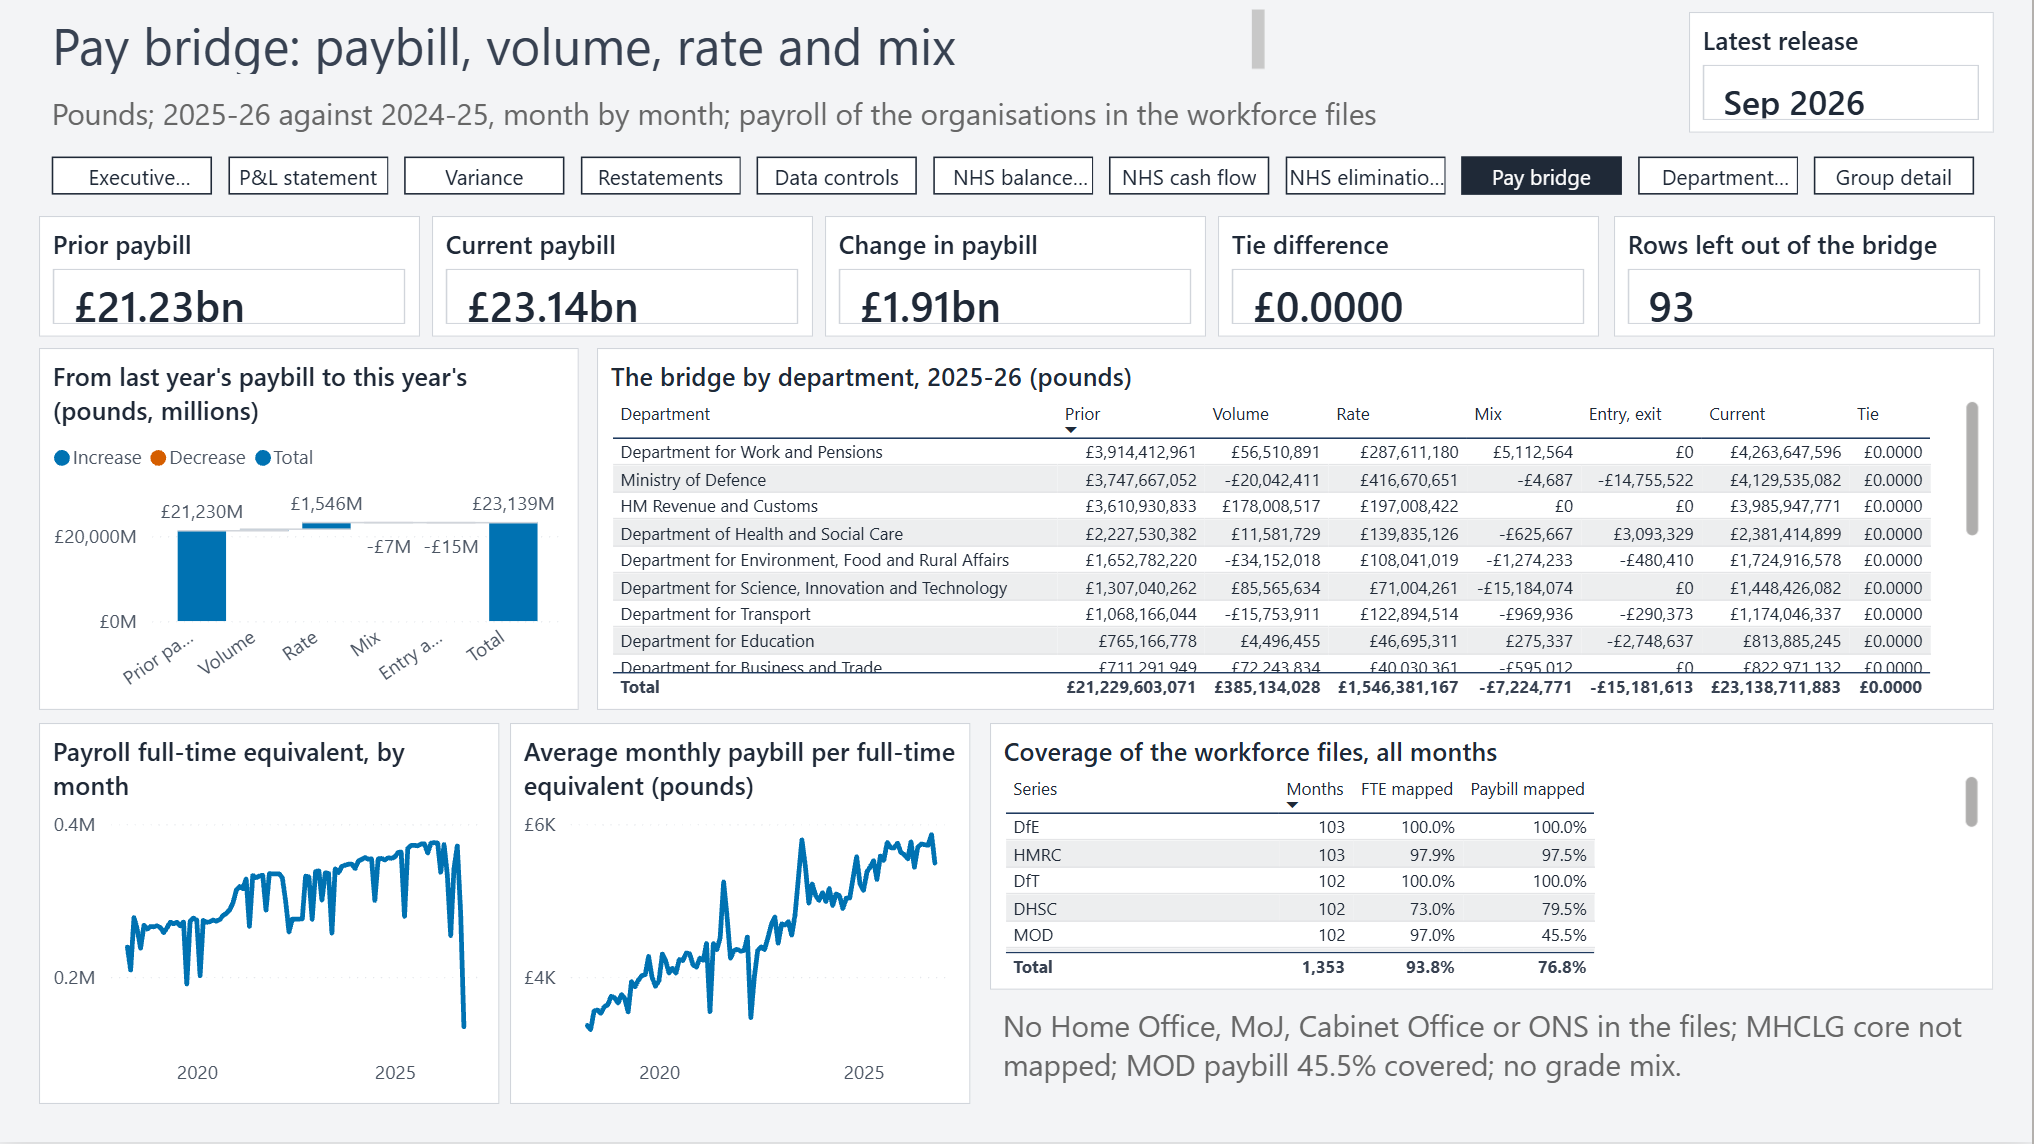 Pay bridge: paybill, volume, rate and mix
Pounds; 2025-26 against 2024-25, month by month; payroll of the organisations in the workforce files
Latest release
Sep 2026
Executive...
P&L statement
Variance
Restatements
Data controls
NHS balance...
NHS cash flow
NHS eliminatio...
Pay bridge
Department...
Group detail
Prior paybill
£21.23bn
Current paybill
£23.14bn
Change in paybill
£1.91bn
Tie difference
£0.0000
Rows left out of the bridge
93
From last year's paybill to this year's
(pounds, millions)
Increase Decrease Total
£21,230M £1,546M £23,139M
£20,000M
-£7M -£15M
£0M
Prior pa... Volume Rate Mix Entry a... Total
The bridge by department, 2025-26 (pounds)
Department Prior Volume Rate Mix Entry, exit Current Tie
Department for Work and Pensions £3,914,412,961 £56,510,891 £287,611,180 £5,112,564 £0 £4,263,647,596 £0.0000
Ministry of Defence £3,747,667,052 -£20,042,411 £416,670,651 -£4,687 -£14,755,522 £4,129,535,082 £0.0000
HM Revenue and Customs £3,610,930,833 £178,008,517 £197,008,422 £0 £0 £3,985,947,771 £0.0000
Department of Health and Social Care £2,227,530,382 £11,581,729 £139,835,126 -£625,667 £3,093,329 £2,381,414,899 £0.0000
Department for Environment, Food and Rural Affairs £1,652,782,220 -£34,152,018 £108,041,019 -£1,274,233 -£480,410 £1,724,916,578 £0.0000
Department for Science, Innovation and Technology £1,307,040,262 £85,565,634 £71,004,261 -£15,184,074 £0 £1,448,426,082 £0.0000
Department for Transport £1,068,166,044 -£15,753,911 £122,894,514 -£969,936 -£290,373 £1,174,046,337 £0.0000
Department for Education £765,166,778 £4,496,455 £46,695,311 £275,337 -£2,748,637 £813,885,245 £0.0000
Department for Business and Trade £711,291,949 £72,243,834 £40,030,361 -£595,012 £0 £822,971,132 £0.0000
Total £21,229,603,071 £385,134,028 £1,546,381,167 -£7,224,771 -£15,181,613 £23,138,711,883 £0.0000
Payroll full-time equivalent, by
month
0.4M
0.2M
2020 2025
Average monthly paybill per full-time
equivalent (pounds)
£6K
£4K
2020 2025
Coverage of the workforce files, all months
Series Months FTE mapped Paybill mapped
DfE 103 100.0% 100.0%
HMRC 103 97.9% 97.5%
DfT 102 100.0% 100.0%
DHSC 102 73.0% 79.5%
MOD 102 97.0% 45.5%
Total 1,353 93.8% 76.8%
No Home Office, MoJ, Cabinet Office or ONS in the files; MHCLG core not
mapped; MOD paybill 45.5% covered; no grade mix.